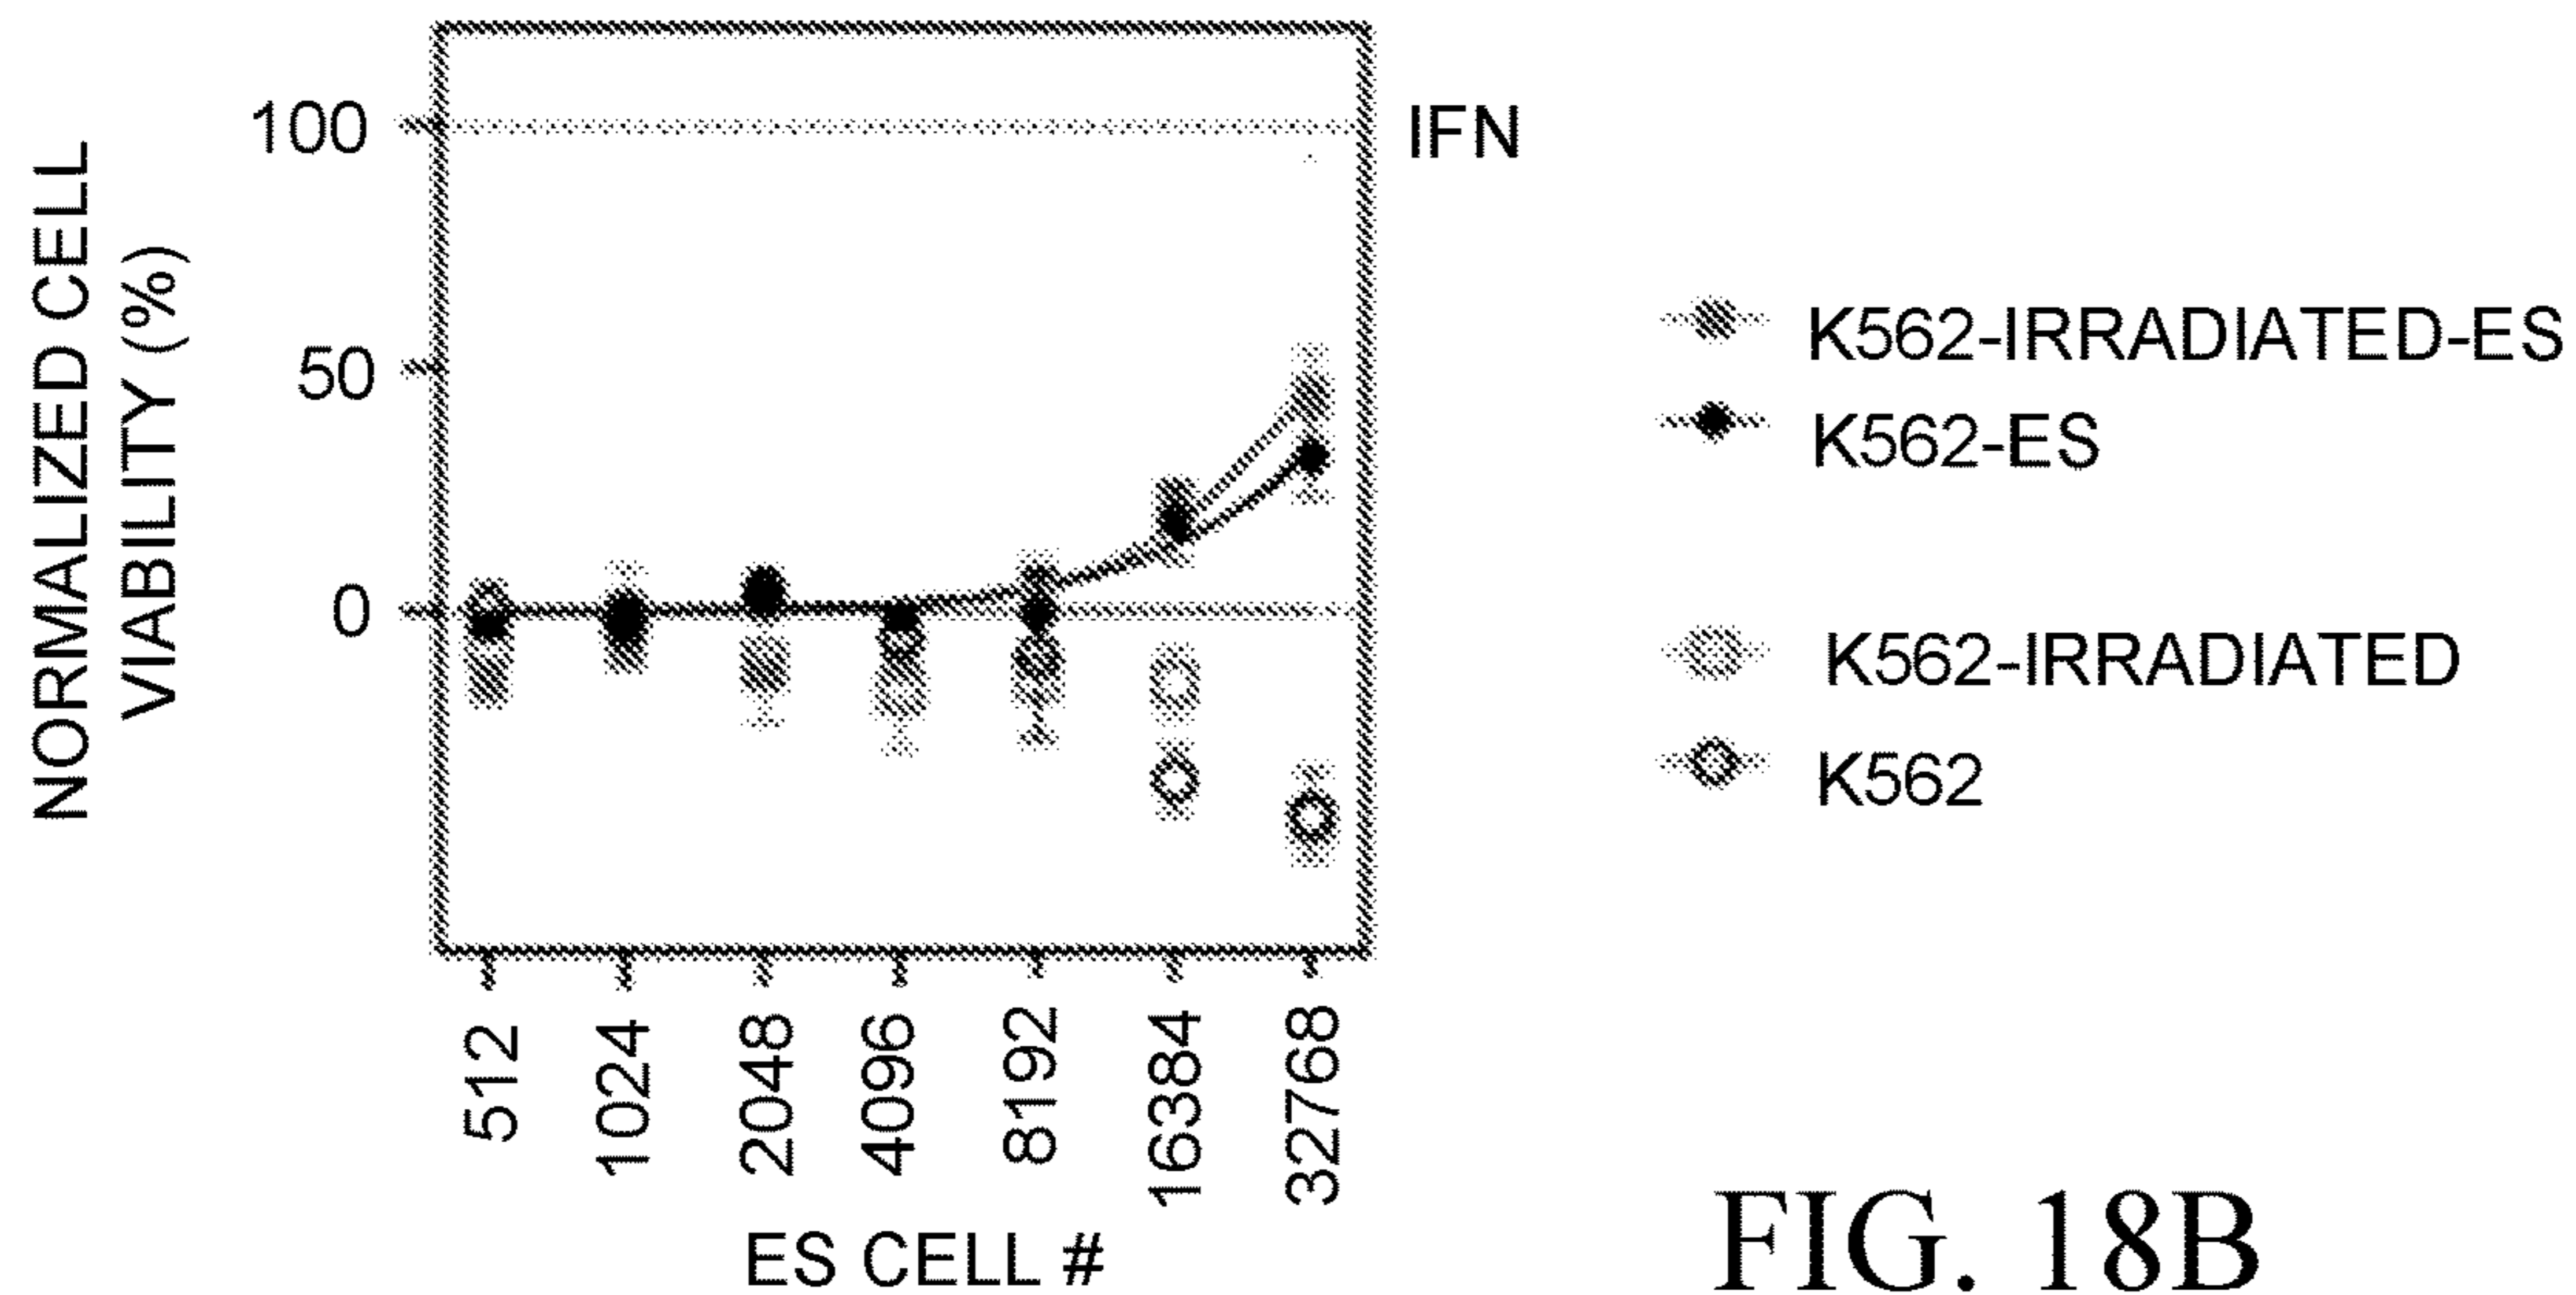 NORMALIZED CELL
VIABILITY (%)
100
50
0
IFN
K562-IRRADIATED-ES
K562-ES
K562-IRRADIATED
K562
512
1024
2048
4096
8192
16384
32768
ES CELL #
FIG. 18B